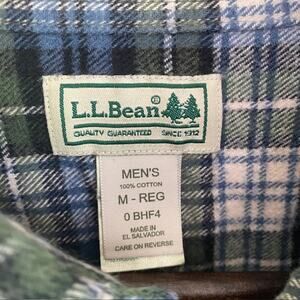 L.L.Bean®
QUALITY GUARANTEED SINCE 1912
MEN'S
100% COTTON
M - REG
0 BHF4
MADE IN
EL SALVADOR
CARE ON REVERSE